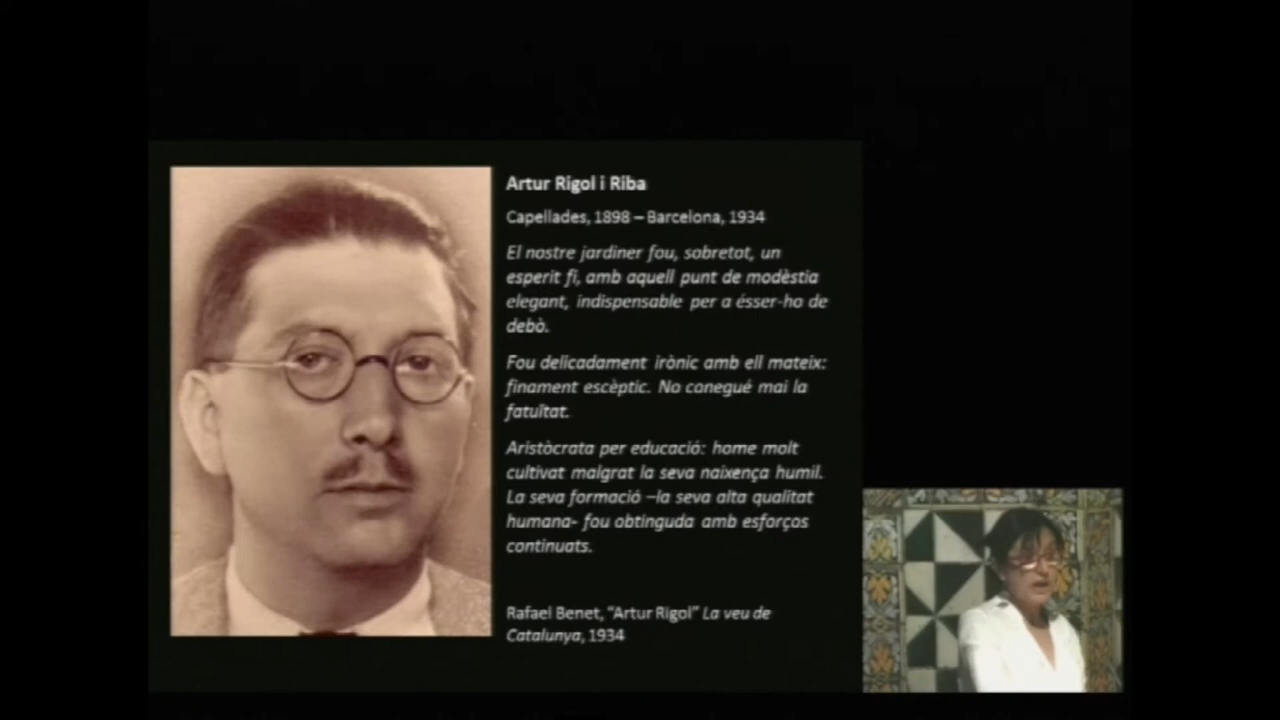 Artur Rigol i Riba
Capellades, 1898 – Barcelona, 1934
El nostre jardiner fou, sobretot, un
esperit fi, amb aquell punt de modèstia
elegant, indispensable per a ésser-ho de
debò.
Fou delicadament irònic amb ell mateix:
finament escèptic. No conegué mai la
fatuïtat.
Aristòcrata per educació: home molt
cultivat malgrat la seva naixença humil.
La seva formació –la seva alta qualitat
humana- fou obtinguda amb esforços
continuats.
Rafael Benet, “Artur Rigol” La veu de
Catalunya, 1934